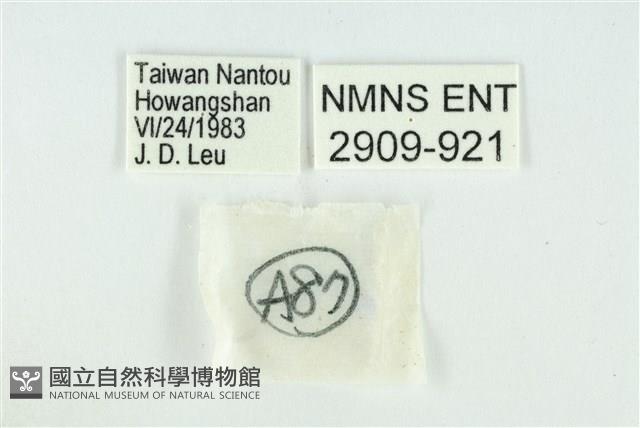 Taiwan Nantou
Howangshan
VI/24/1983
J. D. Leu
NMNS ENT
2909-921
A87
國立自然科學博物館
NATIONAL MUSEUM OF NATURAL SCIENCE